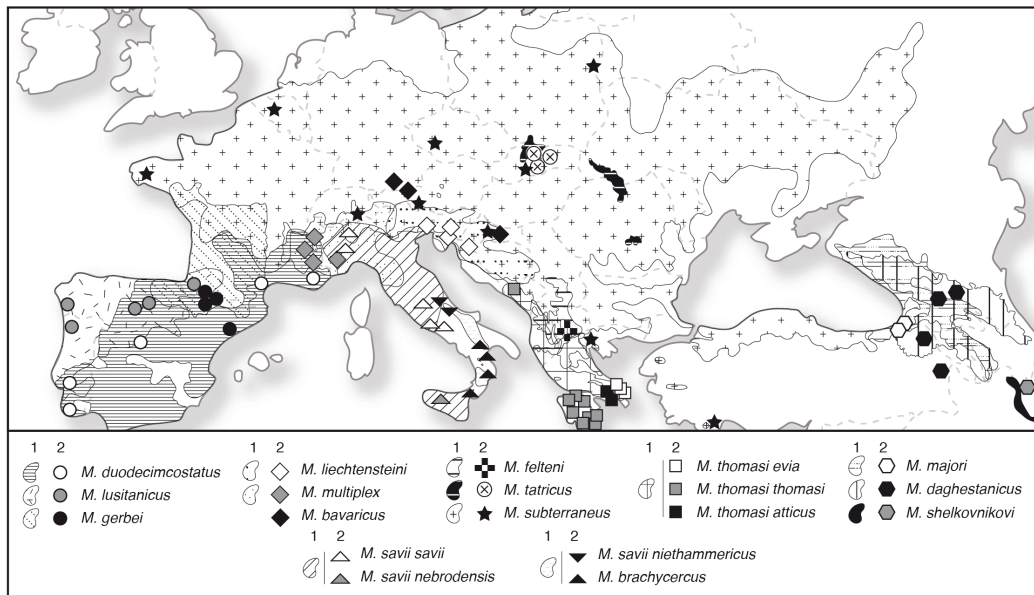 1 2
M. duodecimcostatus
M. lusitanicus
M. gerbei
1 2
M. liechtensteini
M. multiplex
M. bavaricus
1 2
M. felteni
M. tatricus
M. subterraneus
1 2
M. thomasi evia
M. thomasi thomasi
M. thomasi atticus
1 2
M. majori
M. daghestanicus
M. shelkovnikovi
1 2
M. savii savii
M. savii nebrodensis
1 2
M. savii niethammericus
M. brachycercus